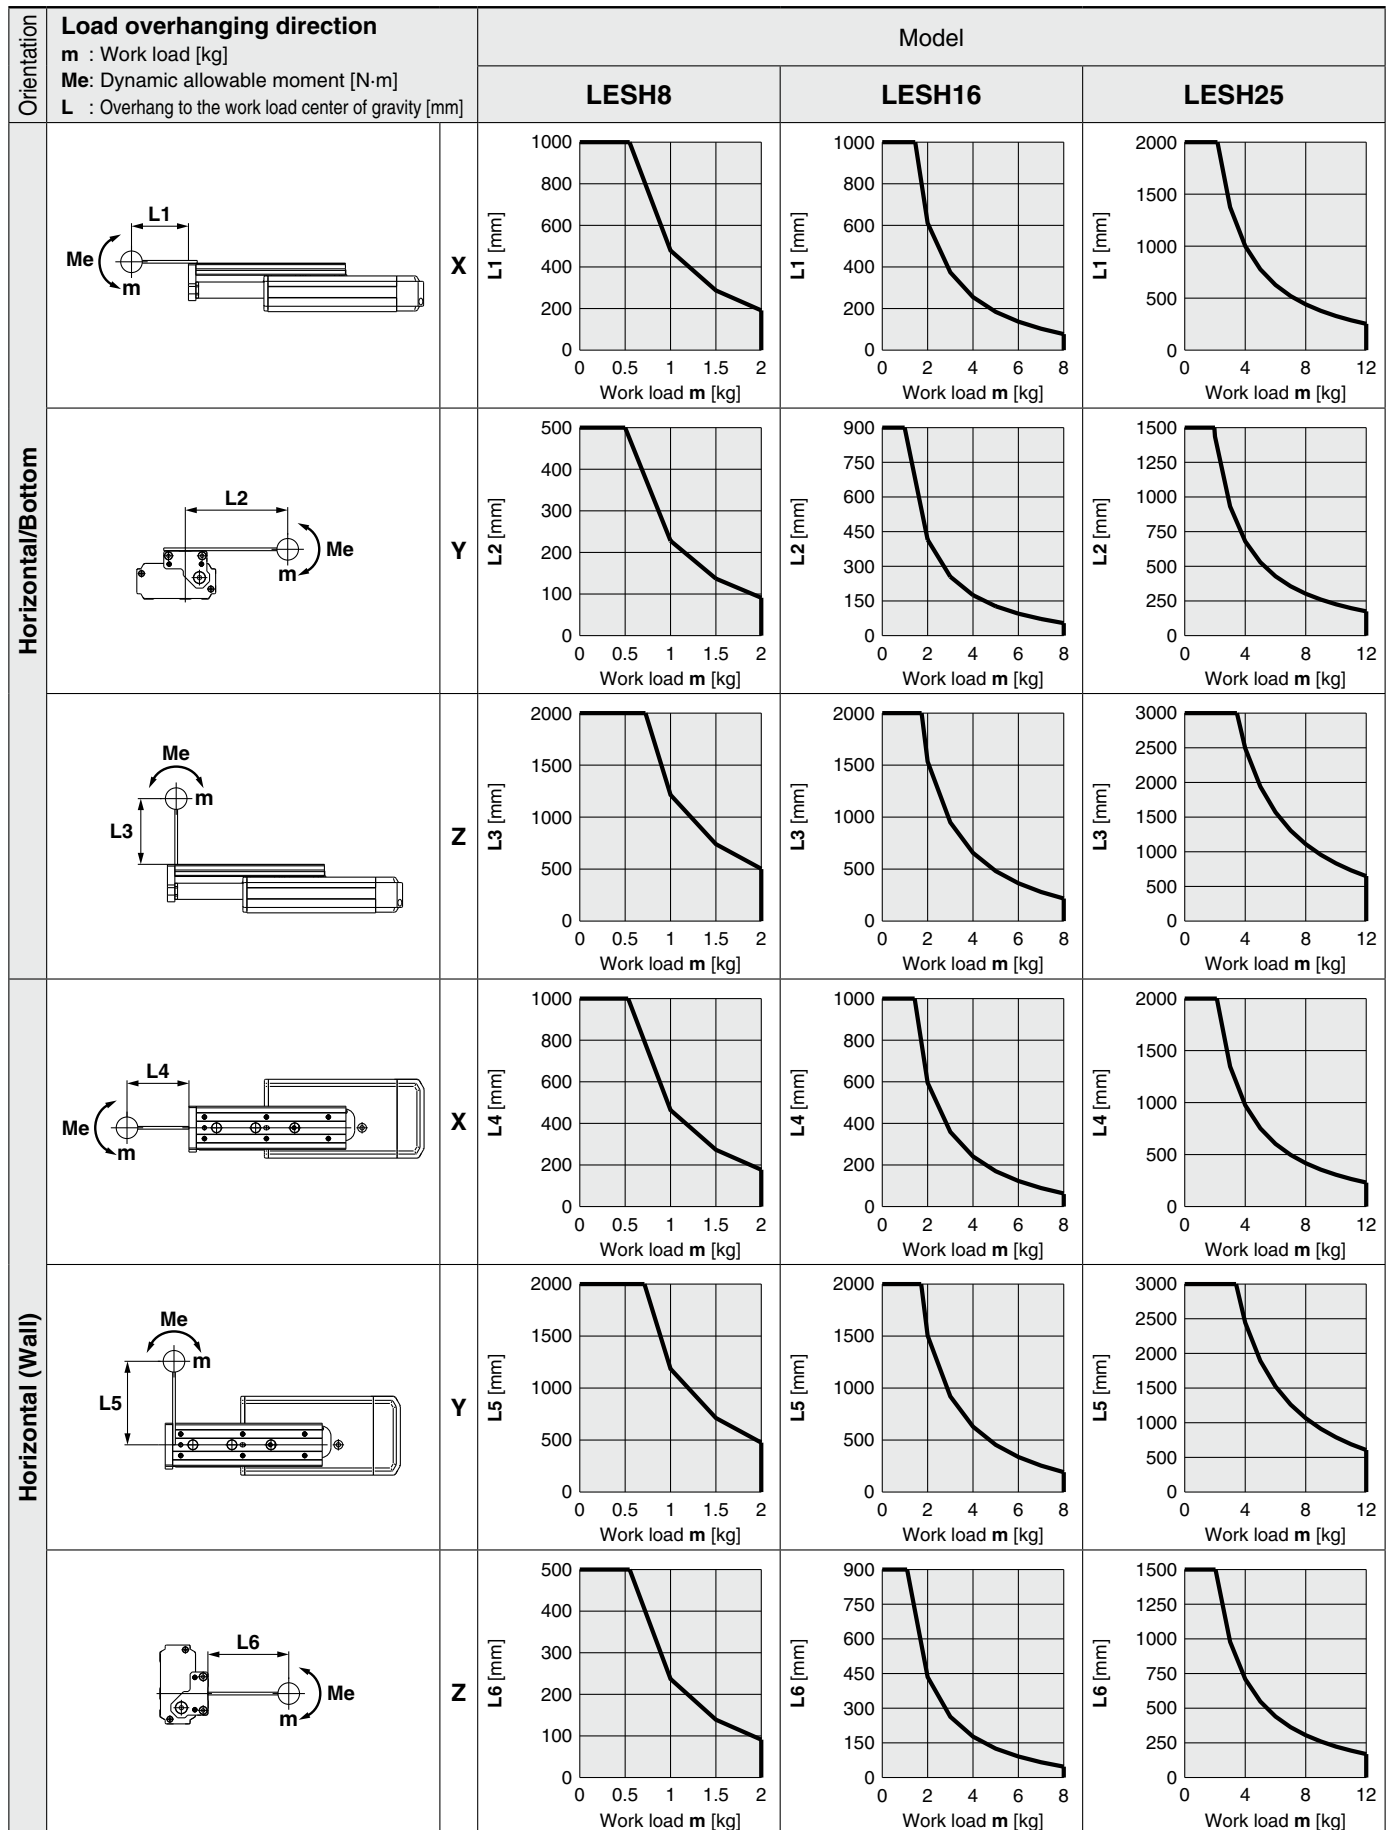 Orientation
Load overhanging direction
m : Work load [kg]
Me: Dynamic allowable moment [N·m]
L : Overhang to the work load center of gravity [mm]
Model
LESH8
LESH16
LESH25
Horizontal/Bottom
L1
Me
m
X
L1 [mm]
1000
800
600
400
200
0
0 0.5 1 1.5 2
Work load m [kg]
L1 [mm]
1000
800
600
400
200
0
0 2 4 6 8
Work load m [kg]
L1 [mm]
2000
1500
1000
500
0
0 4 8 12
Work load m [kg]
L2
Me
m
Y
L2 [mm]
500
400
300
200
100
0
0 0.5 1 1.5 2
Work load m [kg]
L2 [mm]
900
750
600
450
300
150
0
0 2 4 6 8
Work load m [kg]
L2 [mm]
1500
1250
1000
750
500
250
0
0 4 8 12
Work load m [kg]
Me
m
L3
Z
L3 [mm]
2000
1500
1000
500
0
0 0.5 1 1.5 2
Work load m [kg]
L3 [mm]
2000
1500
1000
500
0
0 2 4 6 8
Work load m [kg]
L3 [mm]
3000
2500
2000
1500
1000
500
0
0 4 8 12
Work load m [kg]
Horizontal (Wall)
L4
Me
m
X
L4 [mm]
1000
800
600
400
200
0
0 0.5 1 1.5 2
Work load m [kg]
L4 [mm]
1000
800
600
400
200
0
0 2 4 6 8
Work load m [kg]
L4 [mm]
2000
1500
1000
500
0
0 4 8 12
Work load m [kg]
Me
m
L5
Y
L5 [mm]
2000
1500
1000
500
0
0 0.5 1 1.5 2
Work load m [kg]
L5 [mm]
2000
1500
1000
500
0
0 2 4 6 8
Work load m [kg]
L5 [mm]
3000
2500
2000
1500
1000
500
0
0 4 8 12
Work load m [kg]
L6
Me
m
Z
L6 [mm]
500
400
300
200
100
0
0 0.5 1 1.5 2
Work load m [kg]
L6 [mm]
900
750
600
450
300
150
0
0 2 4 6 8
Work load m [kg]
L6 [mm]
1500
1250
1000
750
500
250
0
0 4 8 12
Work load m [kg]